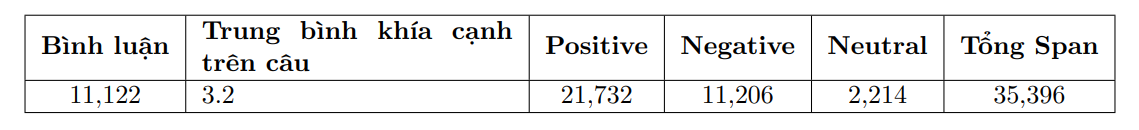 Bình luận
Trung bình khía cạnh
trên câu
Positive
Negative
Neutral
Tổng Span
11,122
3.2
21,732
11,206
2,214
35,396